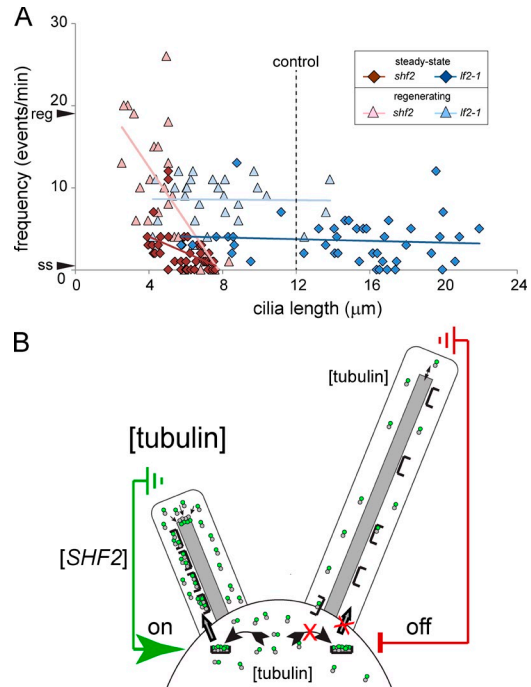 A
30
control
steady-state
shf2 lf2-1
regenerating
shf2 lf2-1
20
reg
10
ss
0
frequency (events/min)
4 8 12 16 20 24
cilia length (μm)
B
[tubulin]
[tubulin]
[SHF2]
on
off
[tubulin]